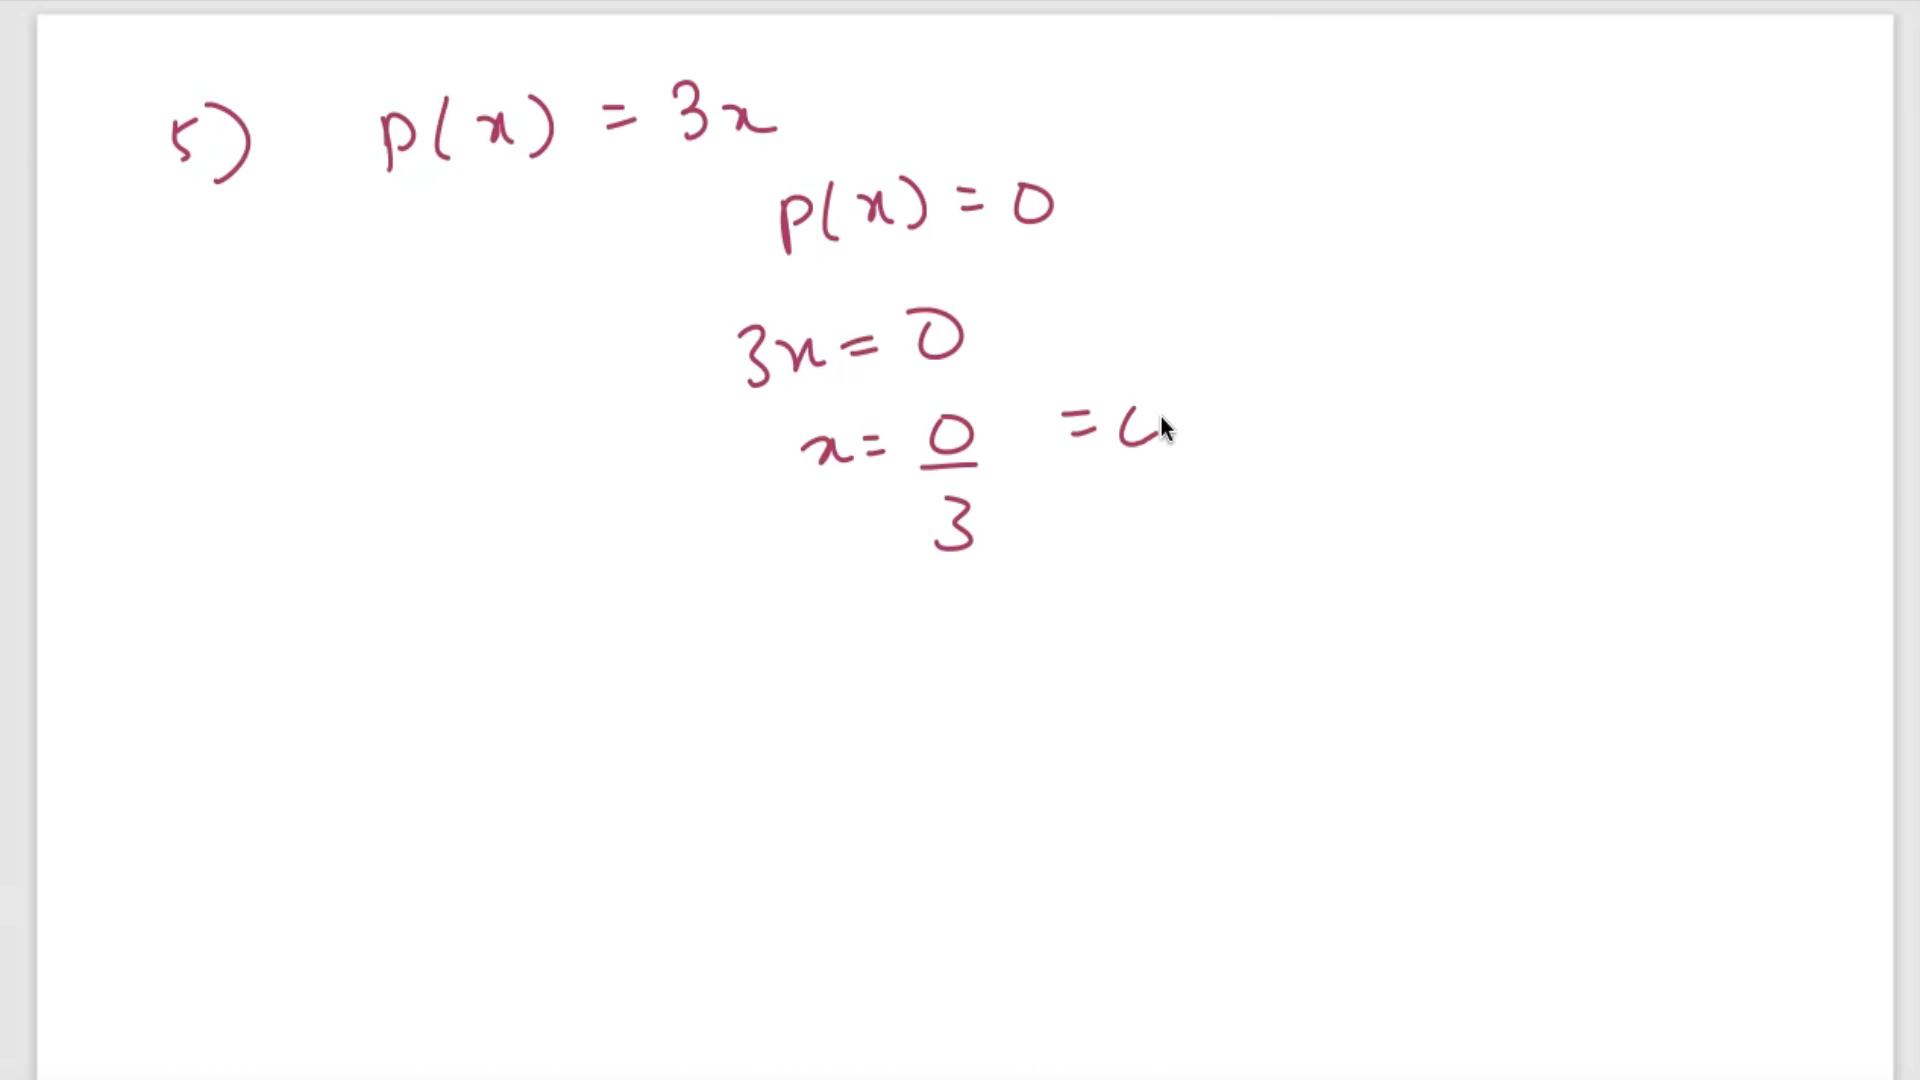 5) p(x) = 3x
p(x) = 0
3x = 0
x = 0/3 =